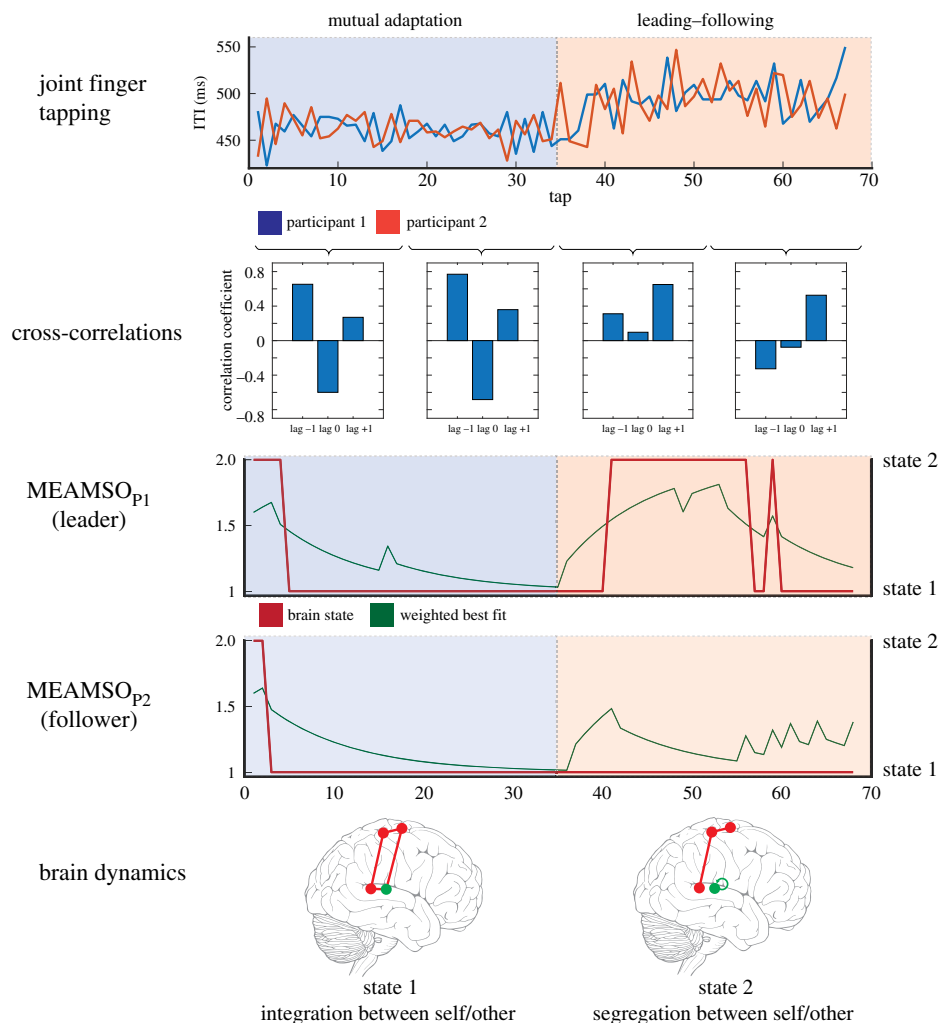 mutual adaptation
leading–following
joint finger
tapping
ITI (ms)
550
500
450
0 10 20 30 40 50 60 70
tap
participant 1 participant 2
cross-correlations
correlation coefficient
0.8
0.4
0
–0.4
–0.8
lag –1 lag 0 lag +1
lag –1 lag 0 lag +1
lag –1 lag 0 lag +1
lag –1 lag 0 lag +1
MEAMSOP1
(leader)
2.0
1.5
1
state 2
state 1
brain state weighted best fit
MEAMSOP2
(follower)
2.0
1.5
1
state 2
state 1
0 10 20 30 40 50 60 70
brain dynamics
state 1
integration between self/other
state 2
segregation between self/other